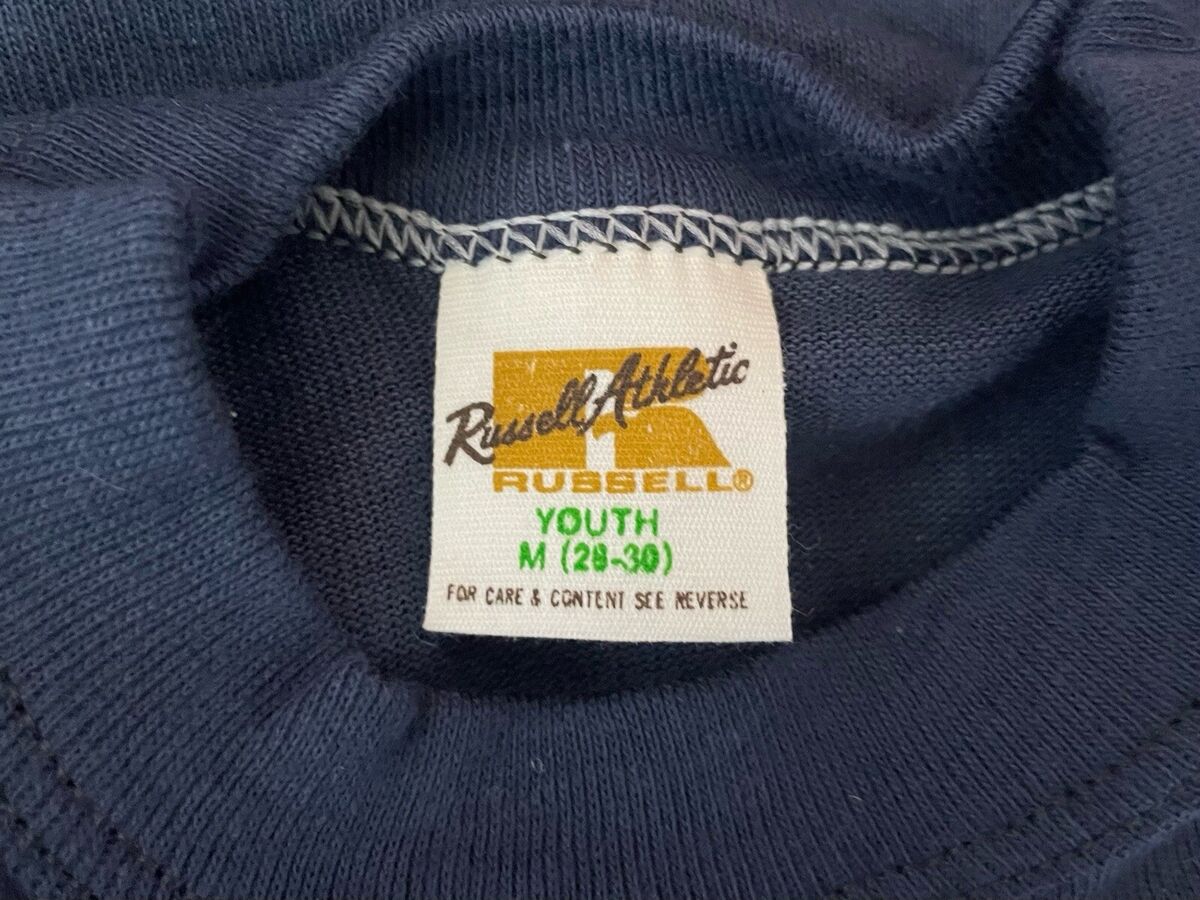 Russell Athletic
RUSSELL®
YOUTH
M (28-30)
FOR CARE & CONTENT SEE REVERSE